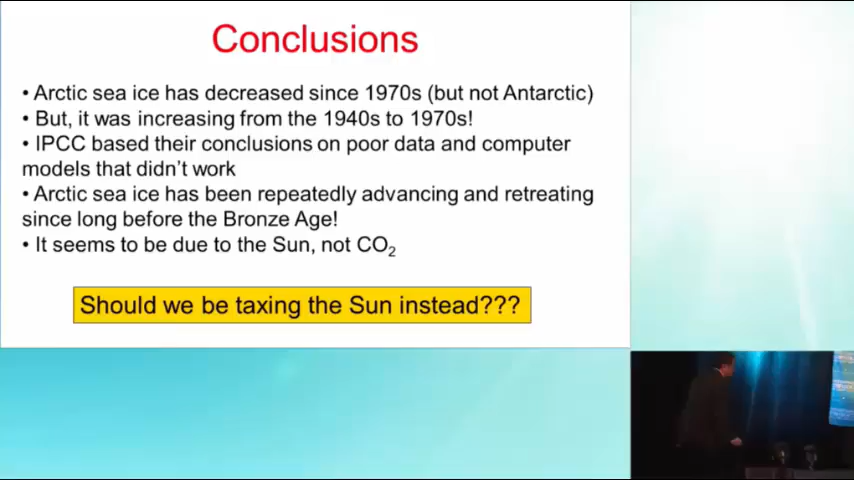 Conclusions
• Arctic sea ice has decreased since 1970s (but not Antarctic)
• But, it was increasing from the 1940s to 1970s!
• IPCC based their conclusions on poor data and computer
models that didn't work
• Arctic sea ice has been repeatedly advancing and retreating
since long before the Bronze Age!
• It seems to be due to the Sun, not CO₂
Should we be taxing the Sun instead???